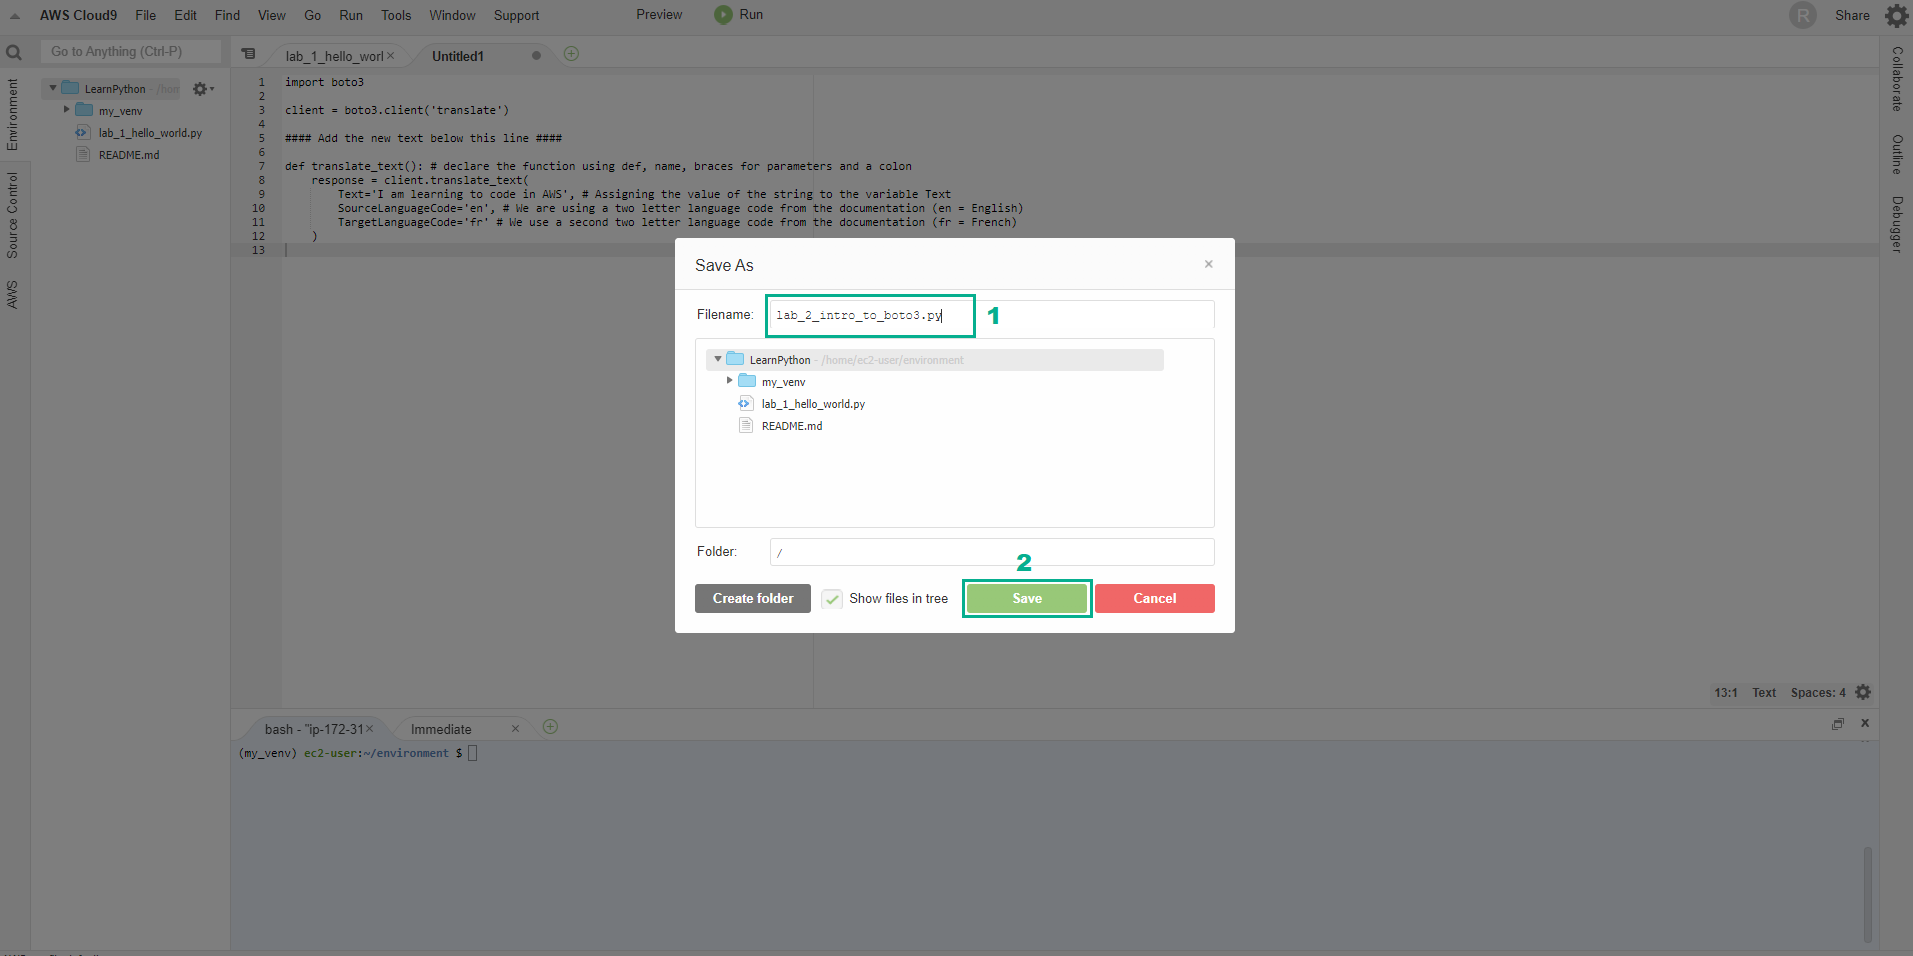 AWS Cloud9 File Edit Find View Go Run Tools Window Support Preview Run R Share
Go to Anything (Ctrl-P)
lab_1_hello_worl × Untitled1
Environment
Source Control
AWS
LearnPython - /hom
my_venv
lab_1_hello_world.py
README.md
1 import boto3
2
3 client = boto3.client('translate')
4
5 #### Add the new text below this line ####
6
7 def translate_text(): # declare the function using def, name, braces for parameters and a colon
8 response = client.translate_text(
9 Text='I am learning to code in AWS', # Assigning the value of the string to the variable Text
10 SourceLanguageCode='en', # We are using a two letter language code from the documentation (en = English)
11 TargetLanguageCode='fr' # We use a second two letter language code from the documentation (fr = French)
12 )
13
Collaborate
Outline
Debugger
Save As ×
Filename: lab_2_intro_to_boto3.py 1
LearnPython - /home/ec2-user/environment
my_venv
lab_1_hello_world.py
README.md
Folder: /
2
Create folder Show files in tree Save Cancel
13:1 Text Spaces: 4
bash - "ip-172-31 × Immediate ×
(my_venv) ec2-user:~/environment $